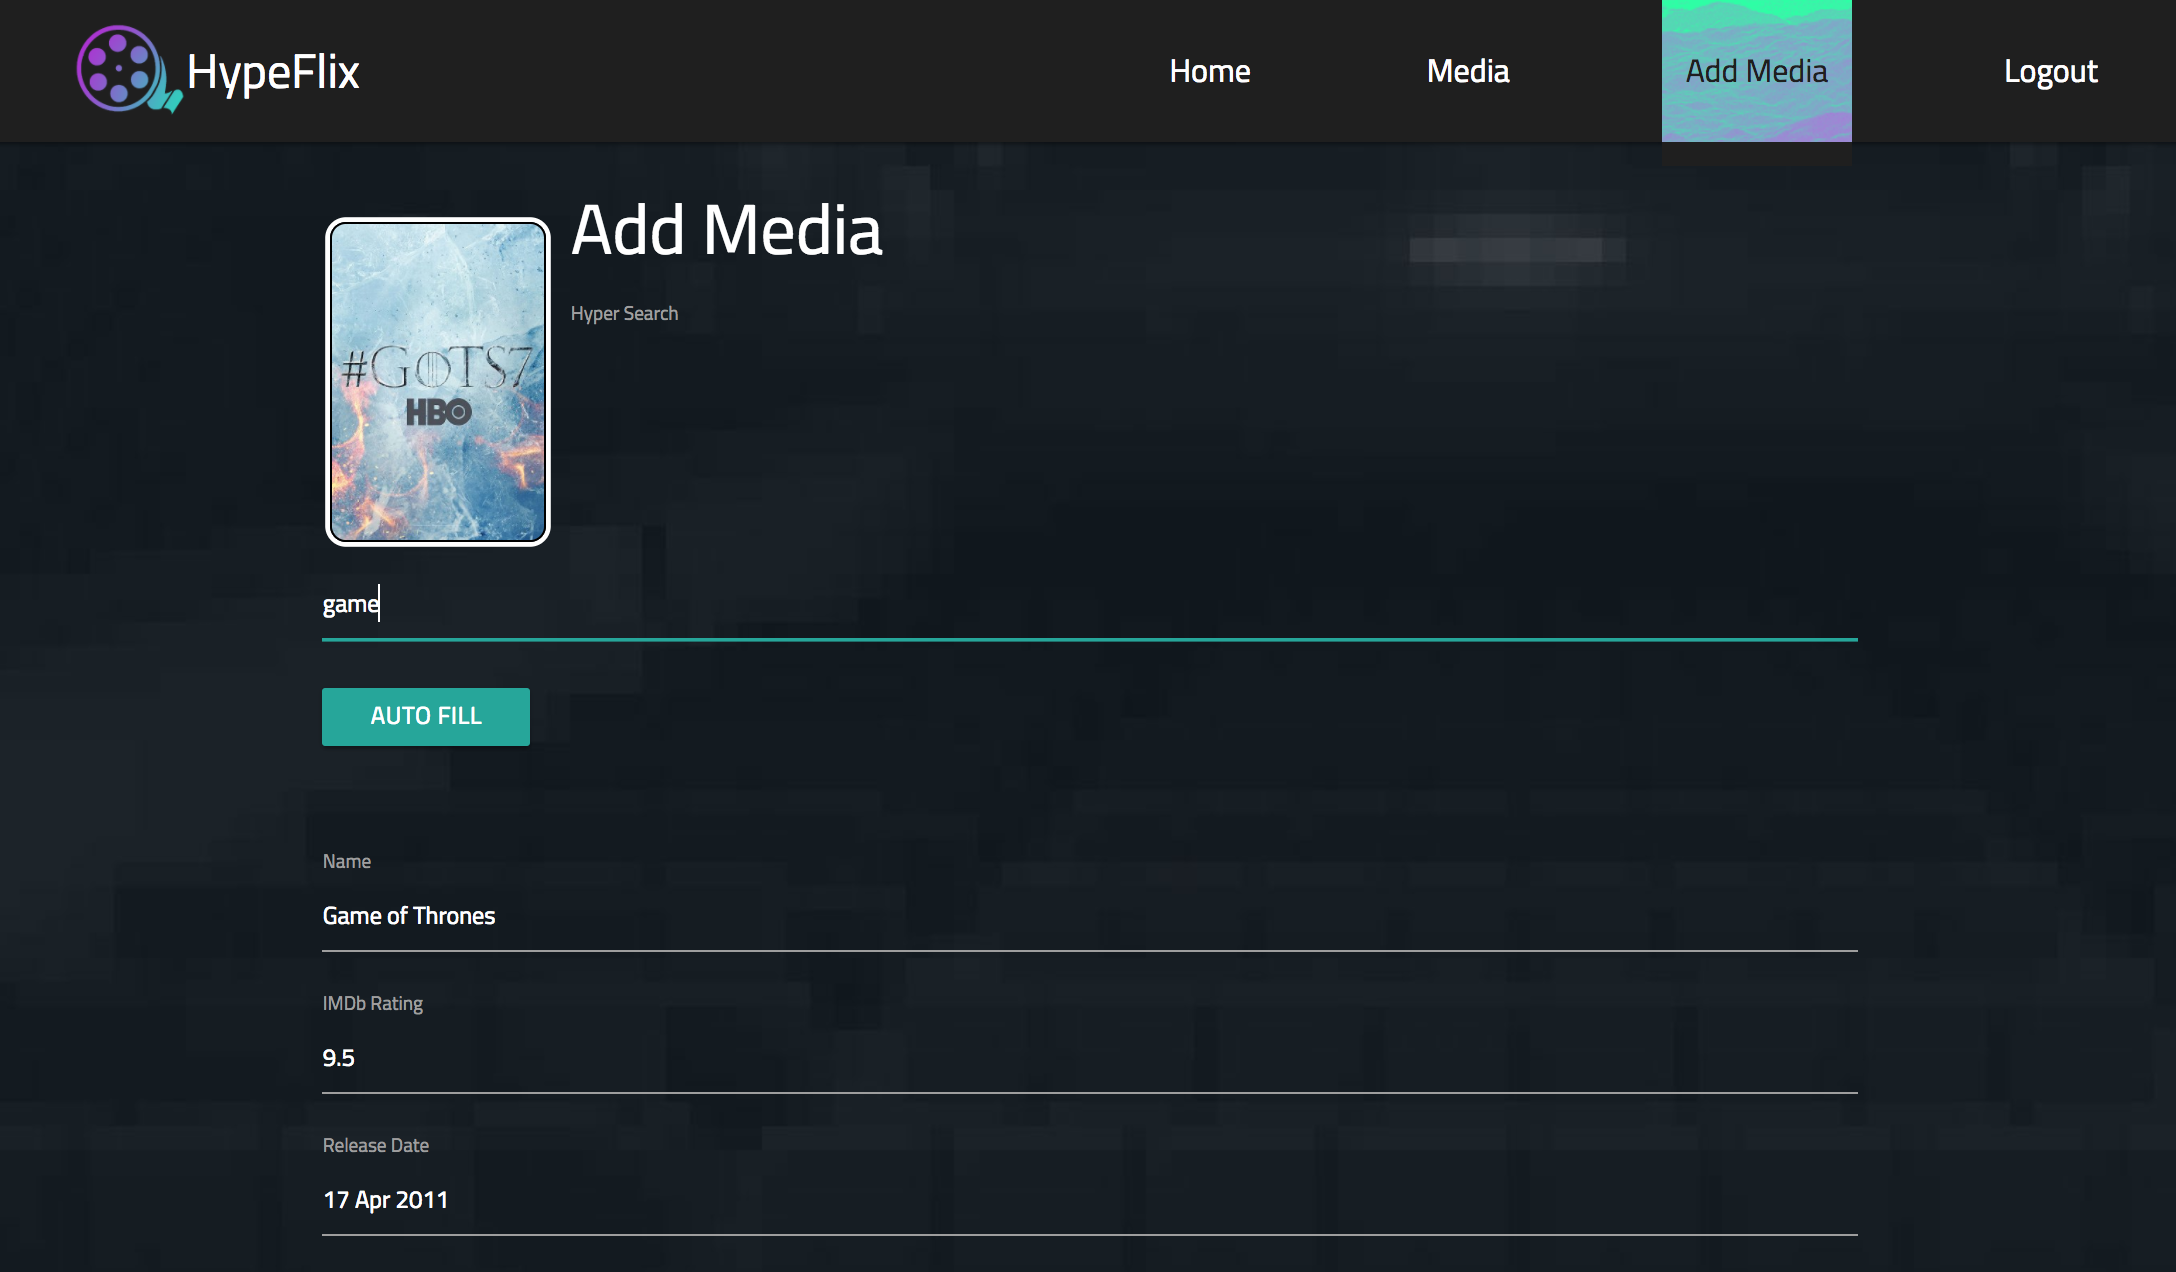 HypeFlix
Home
Media
Add Media
Logout
Add Media
Hyper Search
#GOTS7
HBO
game
AUTO FILL
Name
Game of Thrones
IMDb Rating
9.5
Release Date
17 Apr 2011